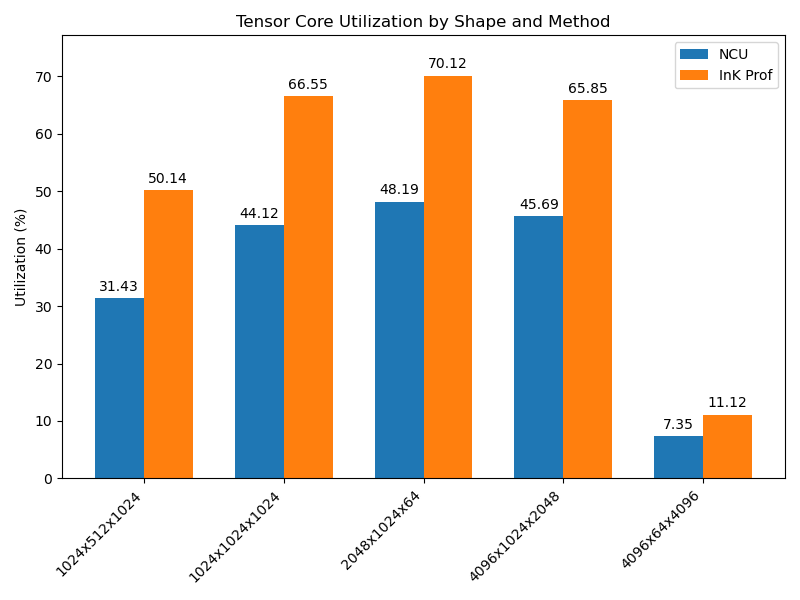 Tensor Core Utilization by Shape and Method
NCU
InK Prof
Utilization (%)
70
60
50
40
30
20
10
0
31.43
50.14
44.12
66.55
48.19
70.12
45.69
65.85
7.35
11.12
1024x512x1024
1024x1024x1024
2048x1024x64
4096x1024x2048
4096x64x4096